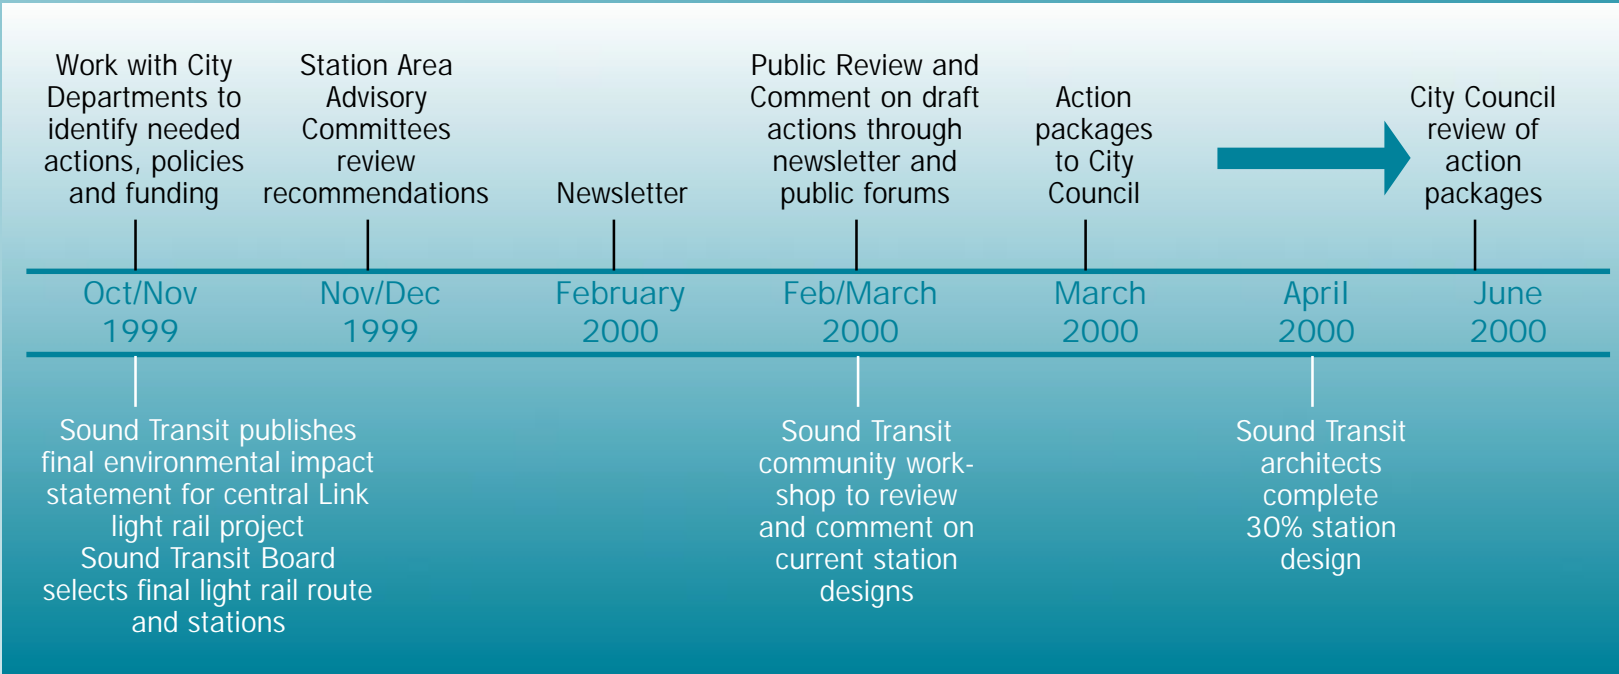 Work with City
Departments to
identify needed
actions, policies
and funding
Station Area
Advisory
Committees
review
recommendations
Newsletter
Public Review and
Comment on draft
actions through
newsletter and
public forums
Action
packages
to City
Council
City Council
review of
action
packages
Oct/Nov
1999
Nov/Dec
1999
February
2000
Feb/March
2000
March
2000
April
2000
June
2000
Sound Transit publishes
final environmental impact
statement for central Link
light rail project
Sound Transit Board
selects final light rail route
and stations
Sound Transit
community work-
shop to review
and comment on
current station
designs
Sound Transit
architects
complete
30% station
design